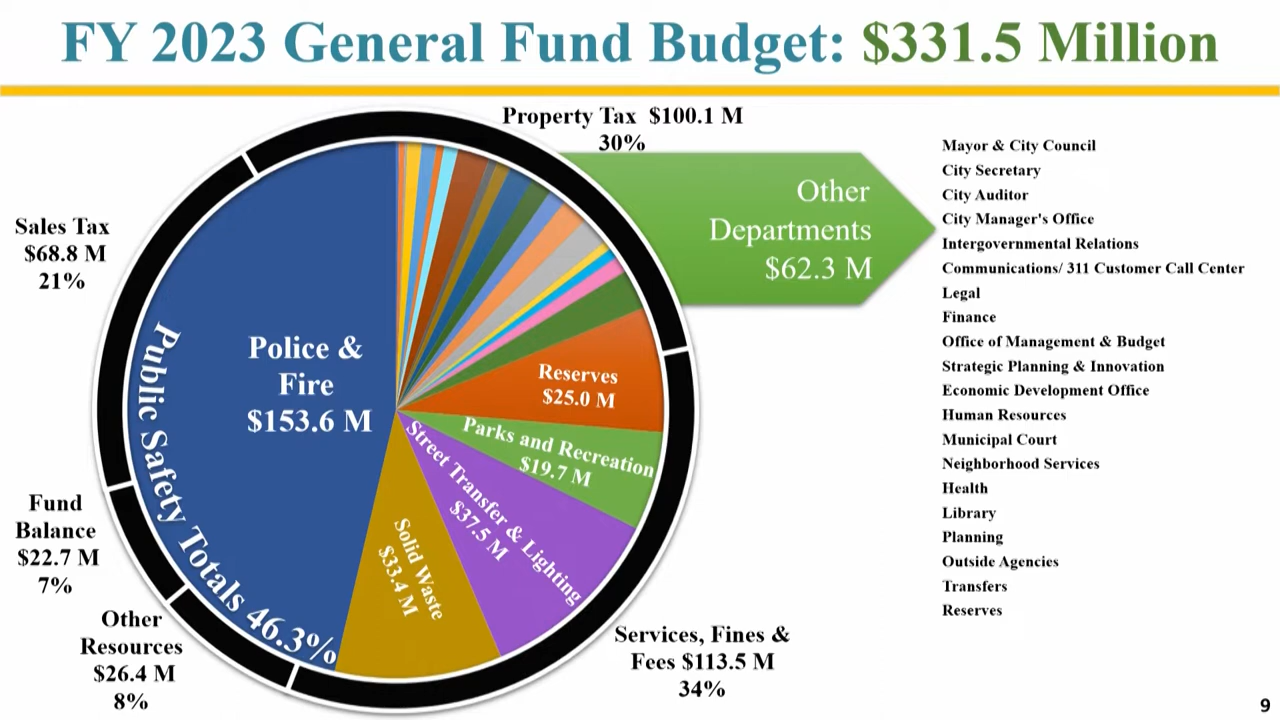 FY 2023 General Fund Budget: $331.5 Million
Property Tax $100.1 M
30%
Other
Departments
$62.3 M
Mayor & City Council
City Secretary
City Auditor
City Manager's Office
Intergovernmental Relations
Communications/ 311 Customer Call Center
Legal
Finance
Office of Management & Budget
Strategic Planning & Innovation
Economic Development Office
Human Resources
Municipal Court
Neighborhood Services
Health
Library
Planning
Outside Agencies
Transfers
Reserves
Sales Tax
$68.8 M
21%
Police &
Fire
$153.6 M
Public Safety Totals 46.3%
Reserves
$25.0 M
Parks and Recreation
$19.7 M
Street Transfer & Lighting
$37.5 M
Solid Waste
$33.4 M
Fund
Balance
$22.7 M
7%
Other
Resources
$26.4 M
8%
Services, Fines &
Fees $113.5 M
34%
9